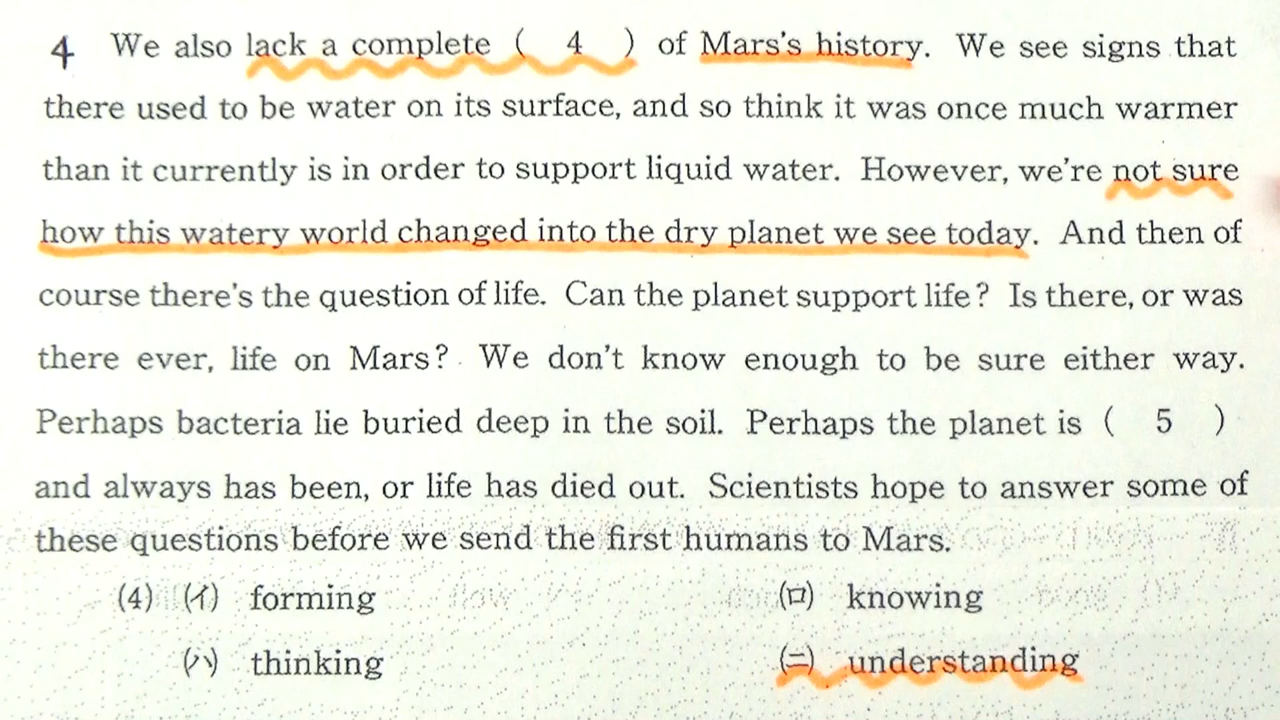 4 We also lack a complete ( 4 ) of Mars's history. We see signs that
there used to be water on its surface, and so think it was once much warmer
than it currently is in order to support liquid water. However, we're not sure
how this watery world changed into the dry planet we see today. And then of
course there's the question of life. Can the planet support life? Is there, or was
there ever, life on Mars? We don't know enough to be sure either way.
Perhaps bacteria lie buried deep in the soil. Perhaps the planet is ( 5 )
and always has been, or life has died out. Scientists hope to answer some of
these questions before we send the first humans to Mars.
(4) (イ) forming (ロ) knowing
(ハ) thinking (ニ) understanding